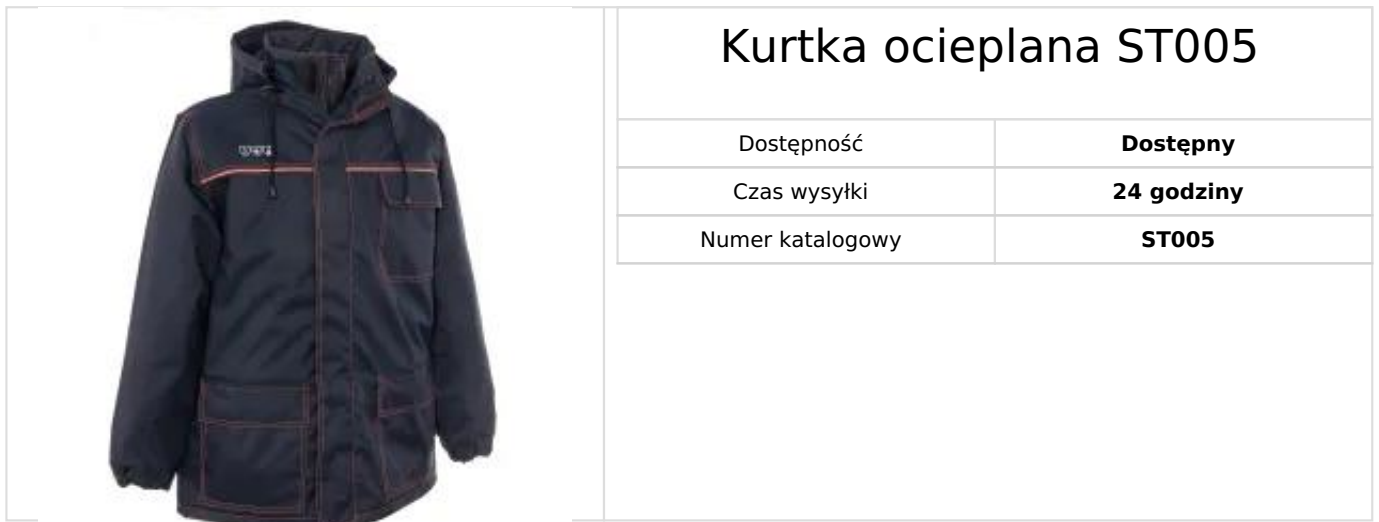 Kurtka ocieplana ST005
Dostępność Dostępny
Czas wysyłki 24 godziny
Numer katalogowy ST005